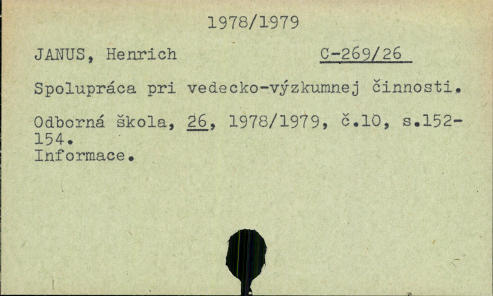 1978/1979
JANUS, Henrich C-269/26
Spolupráca pri vedecko-výzkumnej činnosti.
Odborná škola, 26, 1978/1979, č.10, s.152-
154.
Informace.